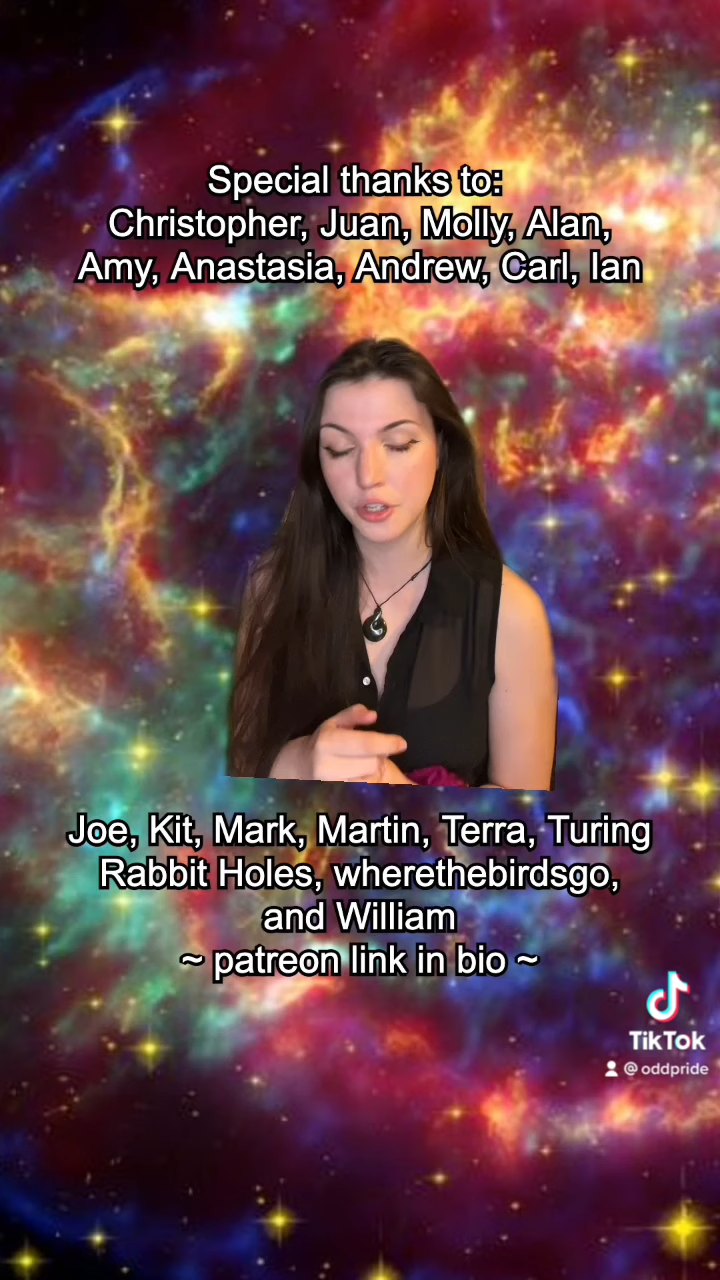 Special thanks to:
Christopher, Juan, Molly, Alan,
Amy, Anastasia, Andrew, Carl, Ian
Joe, Kit, Mark, Martin, Terra, Turing
Rabbit Holes, wherethebirdsgo,
and William
~ patreon link in bio ~
TikTok
@oddpride